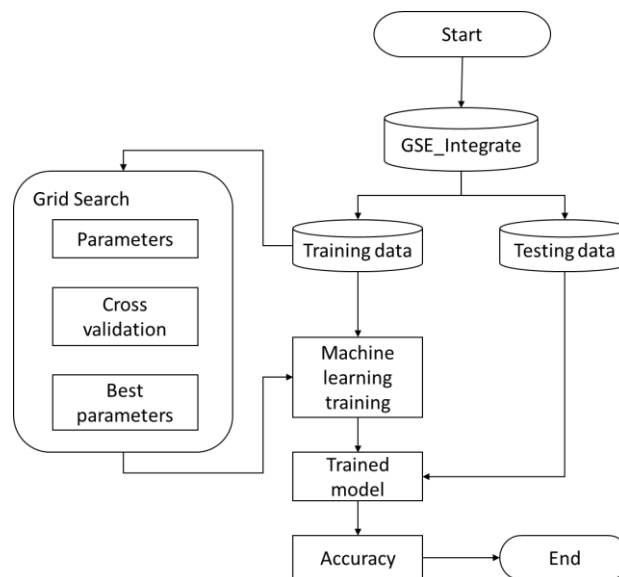 Start
GSE_Integrate
Grid Search
Parameters
Cross
validation
Best
parameters
Training data
Testing data
Machine
learning
training
Trained
model
Accuracy
End